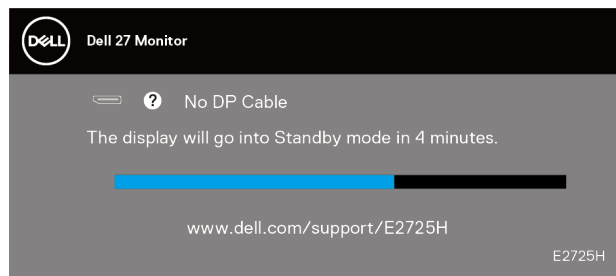 DELL
Dell 27 Monitor
? No DP Cable
The display will go into Standby mode in 4 minutes.
www.dell.com/support/E2725H
E2725H